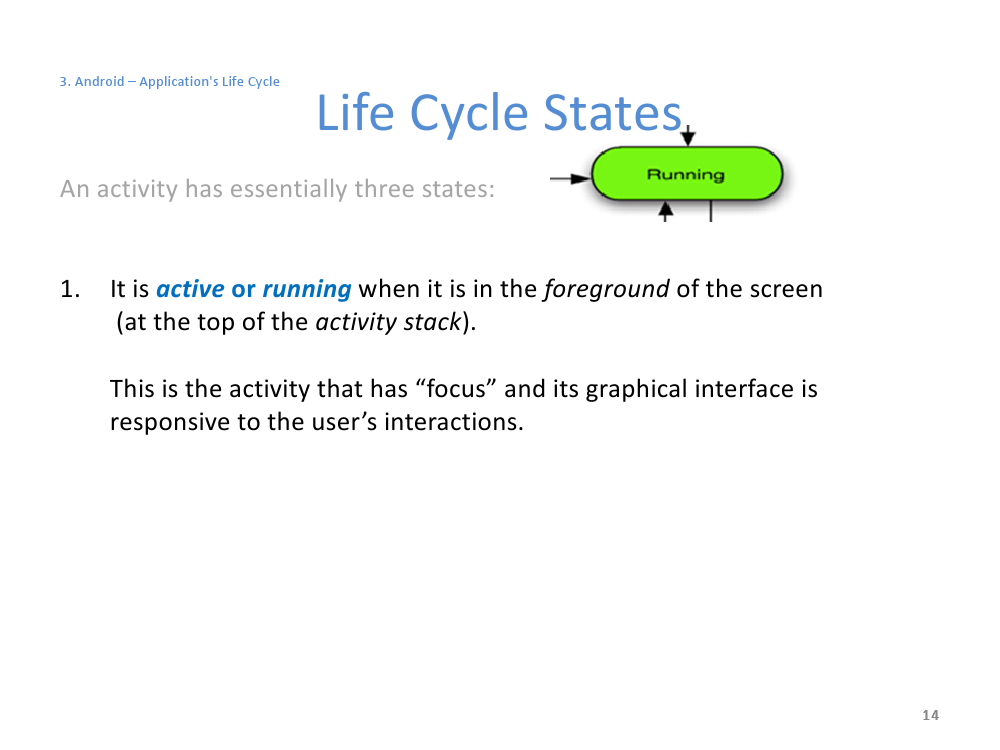 3. Android – Application's Life Cycle
Life Cycle States
Running
An activity has essentially three states:
1. It is active or running when it is in the foreground of the screen
(at the top of the activity stack).
This is the activity that has “focus” and its graphical interface is
responsive to the user’s interactions.
14